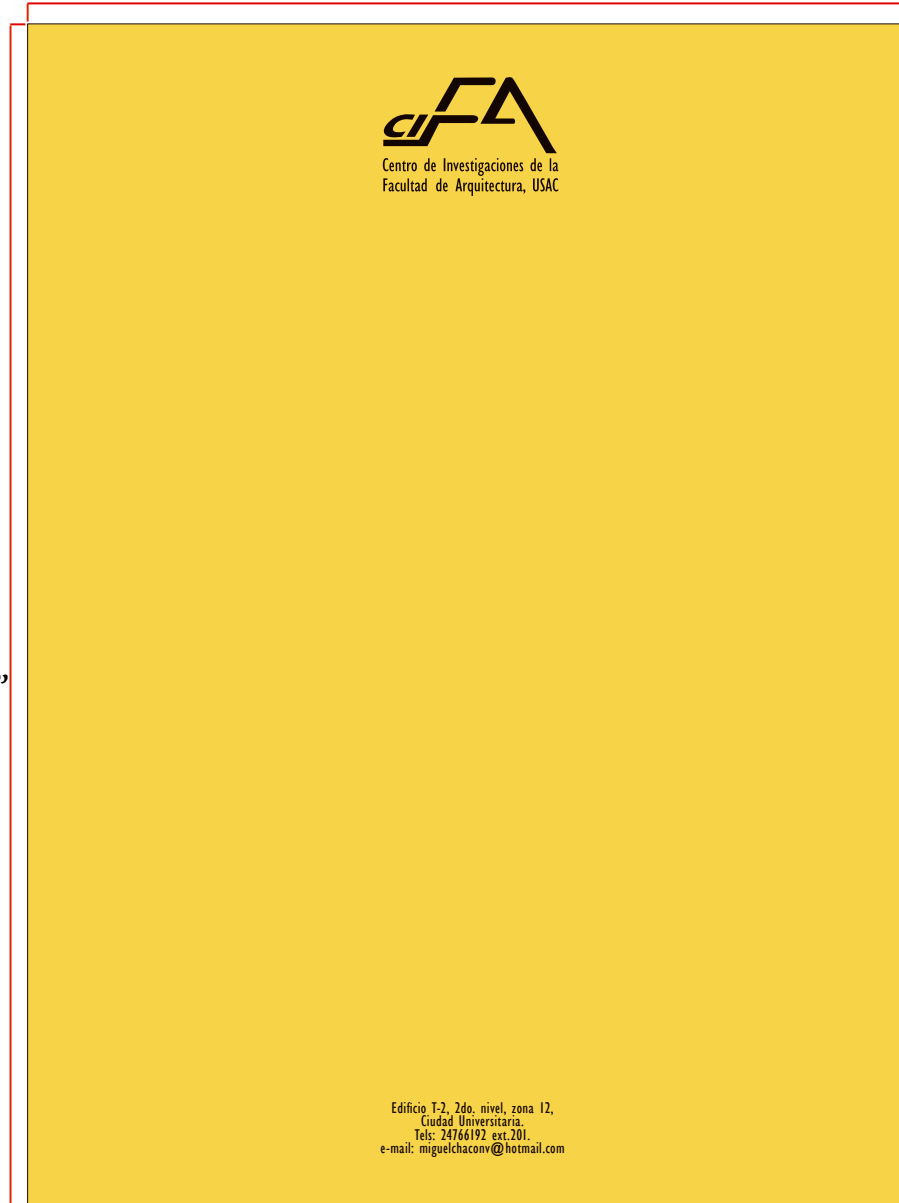 CIFA
Centro de Investigaciones de la
Facultad de Arquitectura, USAC
”
Edificio T-2, 2do. nivel, zona 12,
Ciudad Universitaria.
Tels: 24766192 ext.201.
e-mail: miguelchaconv@hotmail.com